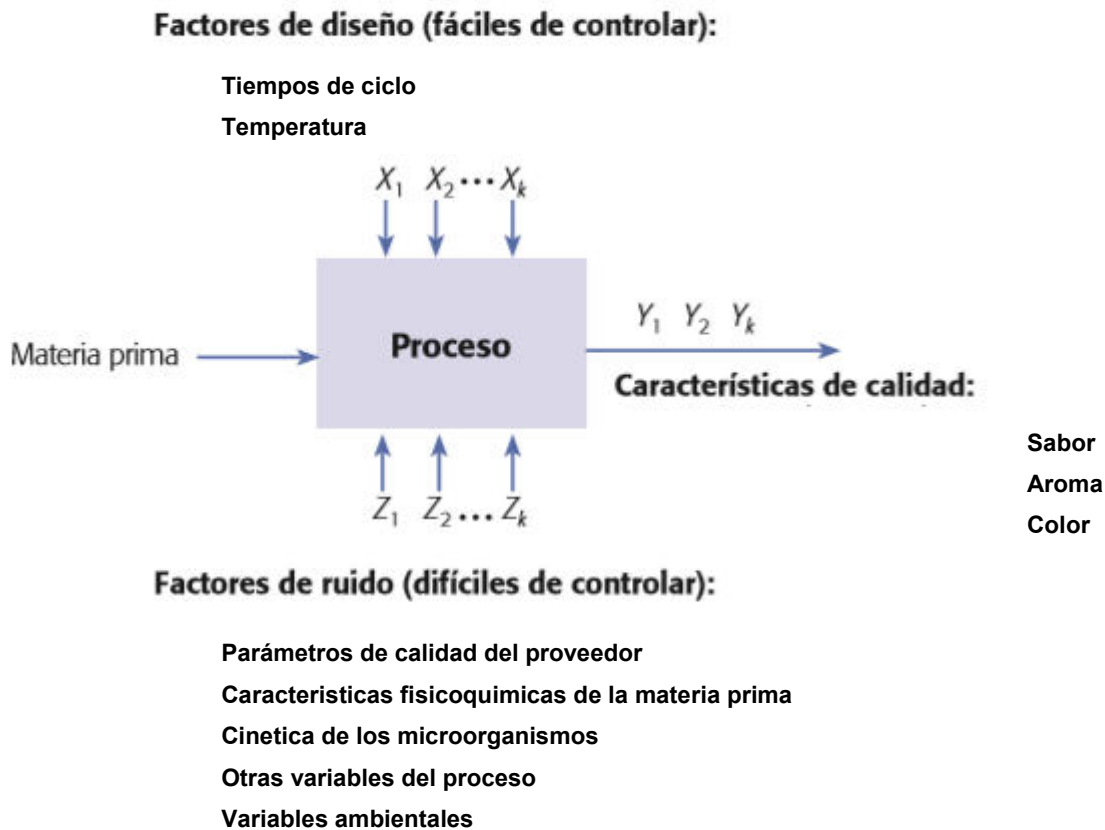 Factores de diseño (fáciles de controlar):
Tiempos de ciclo
Temperatura
X1 X2 ••• Xk
Materia prima
Proceso
Y1 Y2 Yk
Características de calidad:
Sabor
Aroma
Color
Z1 Z2 ... Zk
Factores de ruido (difíciles de controlar):
Parámetros de calidad del proveedor
Caracteristicas fisicoquimicas de la materia prima
Cinetica de los microorganismos
Otras variables del proceso
Variables ambientales